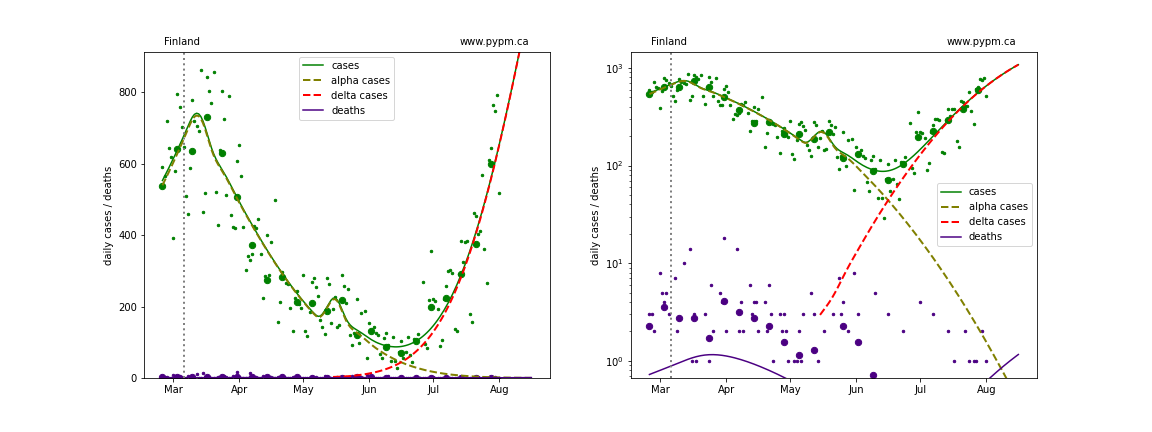 Finland www.pypm.ca
cases
alpha cases
delta cases
deaths
daily cases / deaths
800
600
400
200
0
Mar Apr May Jun Jul Aug
Finland www.pypm.ca
daily cases / deaths
10³
10²
10¹
10⁰
cases
alpha cases
delta cases
deaths
Mar Apr May Jun Jul Aug